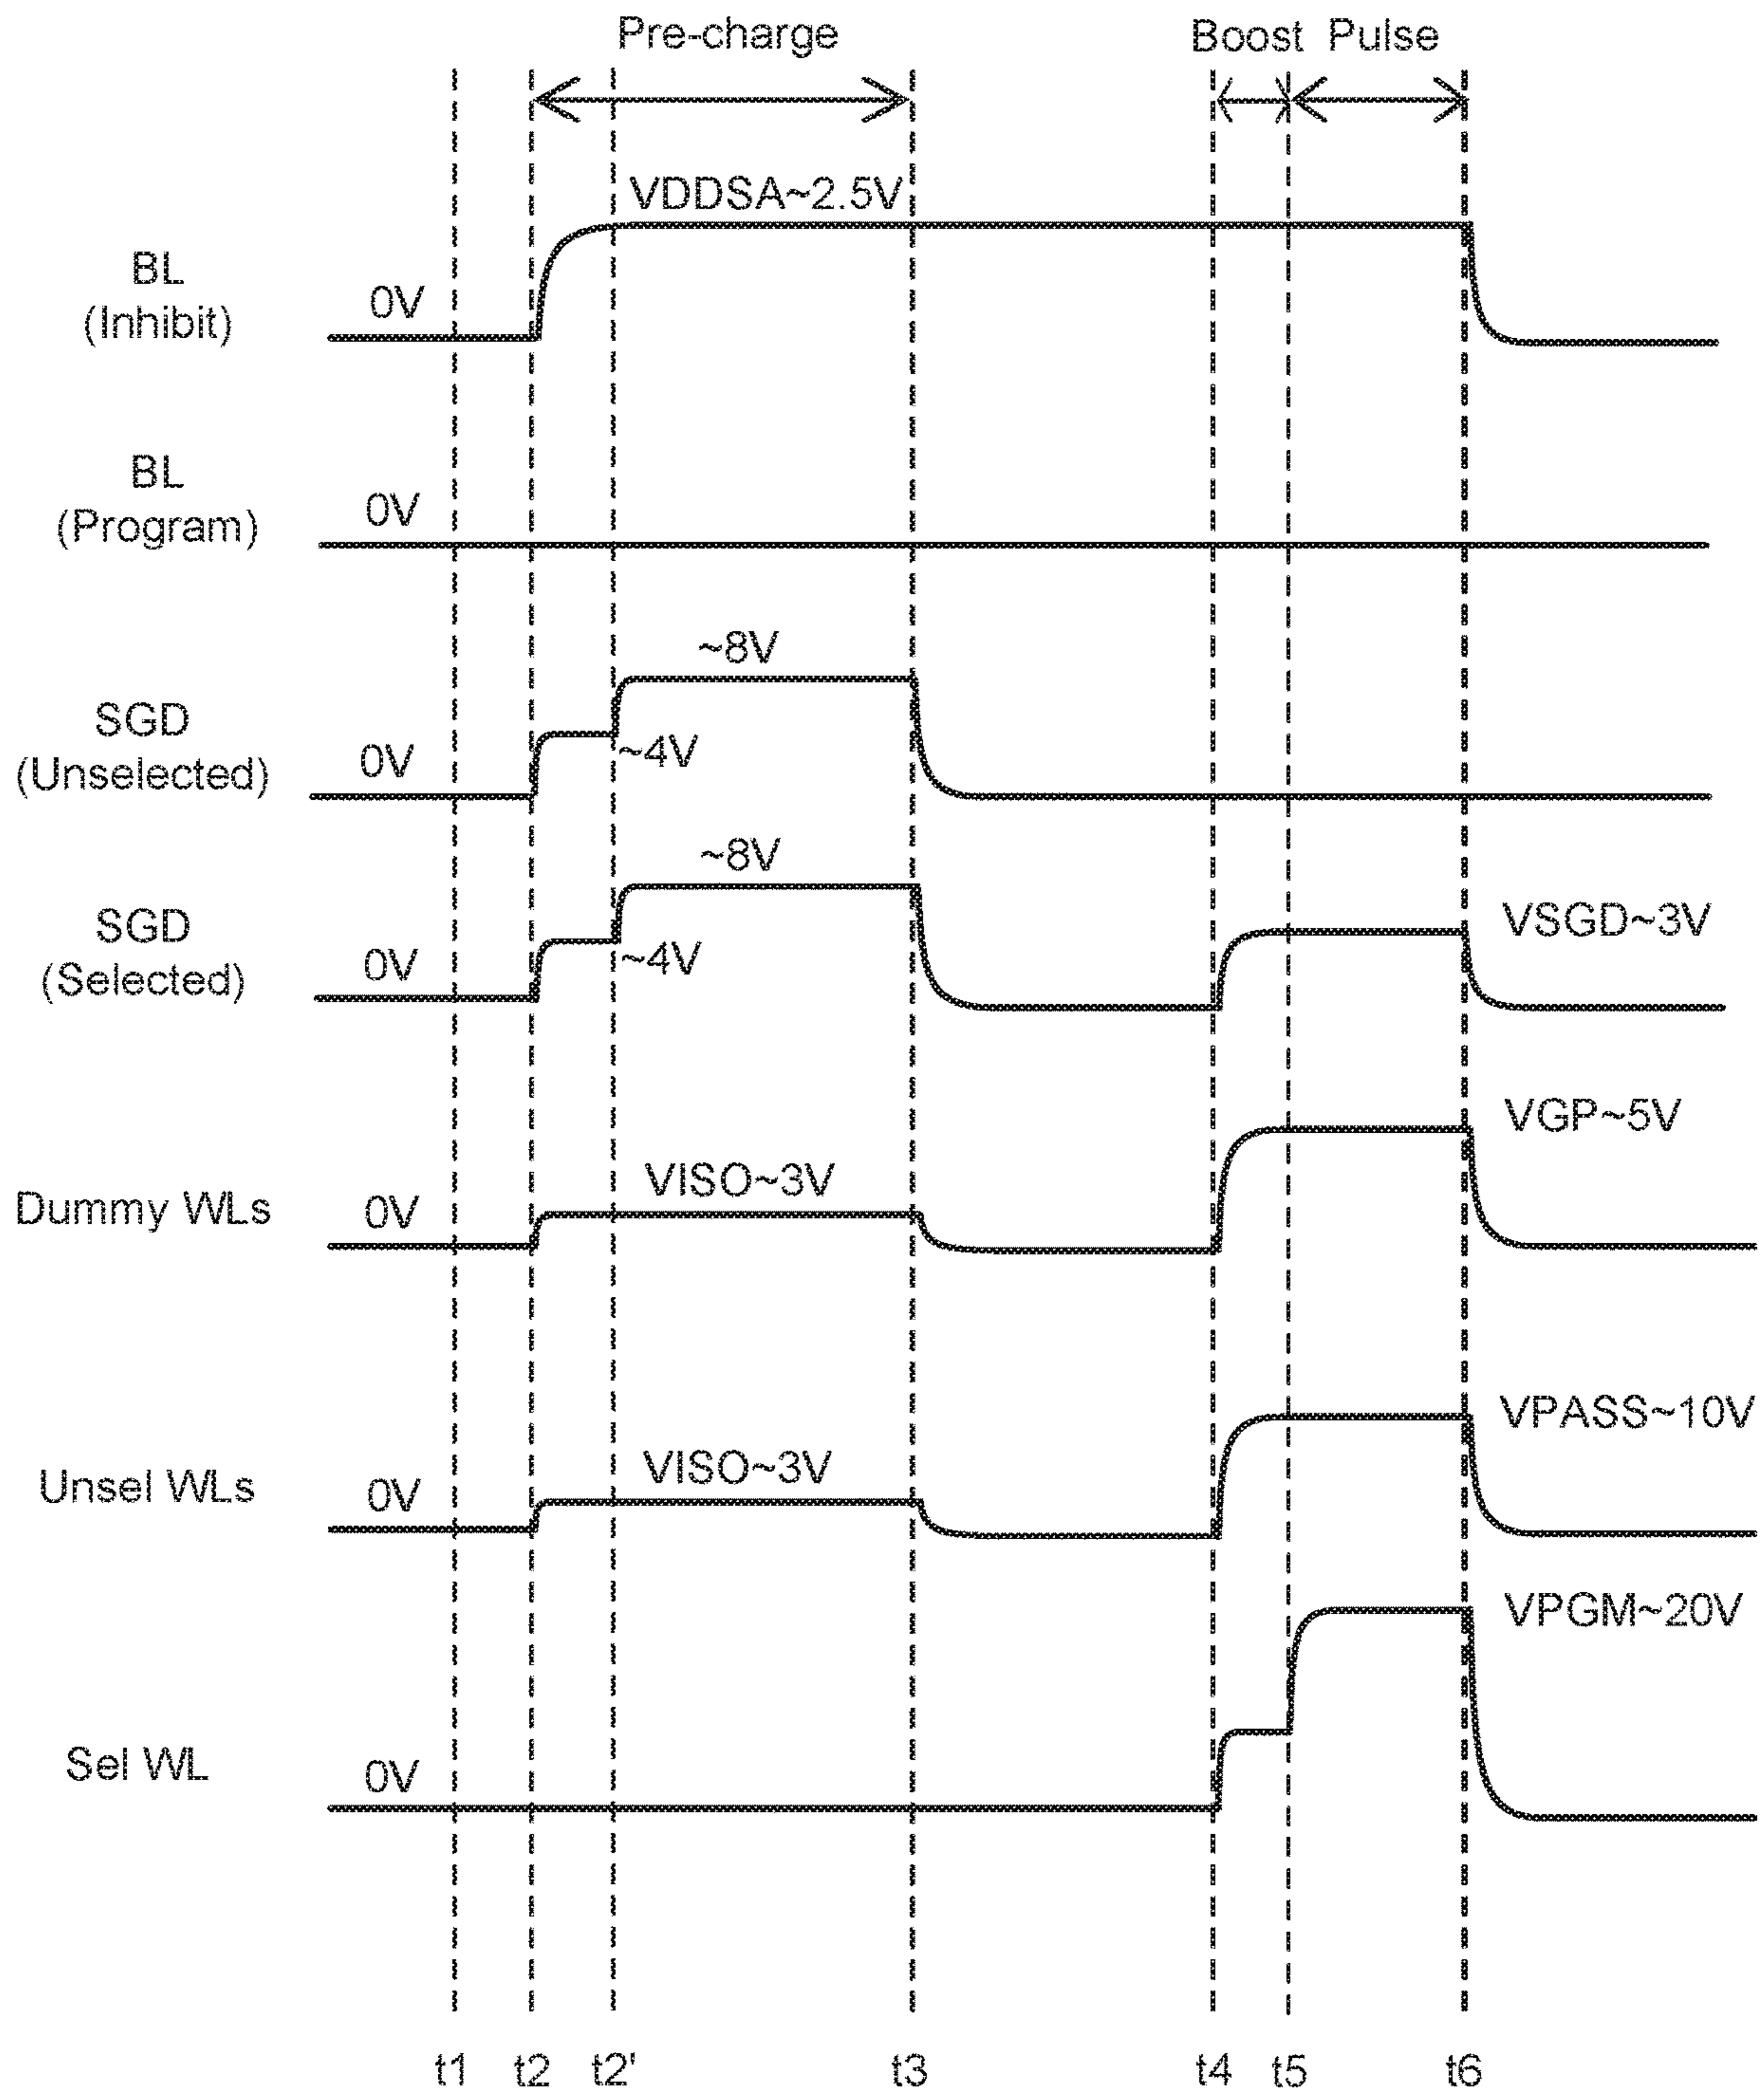 Pre-charge
Boost Pulse
VDDSA~2.5V
BL
(Inhibit)
0V
BL
(Program)
0V
~8V
SGD
(Unselected)
0V
~4V
~8V
SGD
(Selected)
0V
~4V
VSGD~3V
VGP~5V
Dummy WLs
0V
VISO~3V
VPASS~10V
Unsel WLs
0V
VISO~3V
VPGM~20V
Sel WL
0V
t1 t2 t2' t3 t4 t5 t6